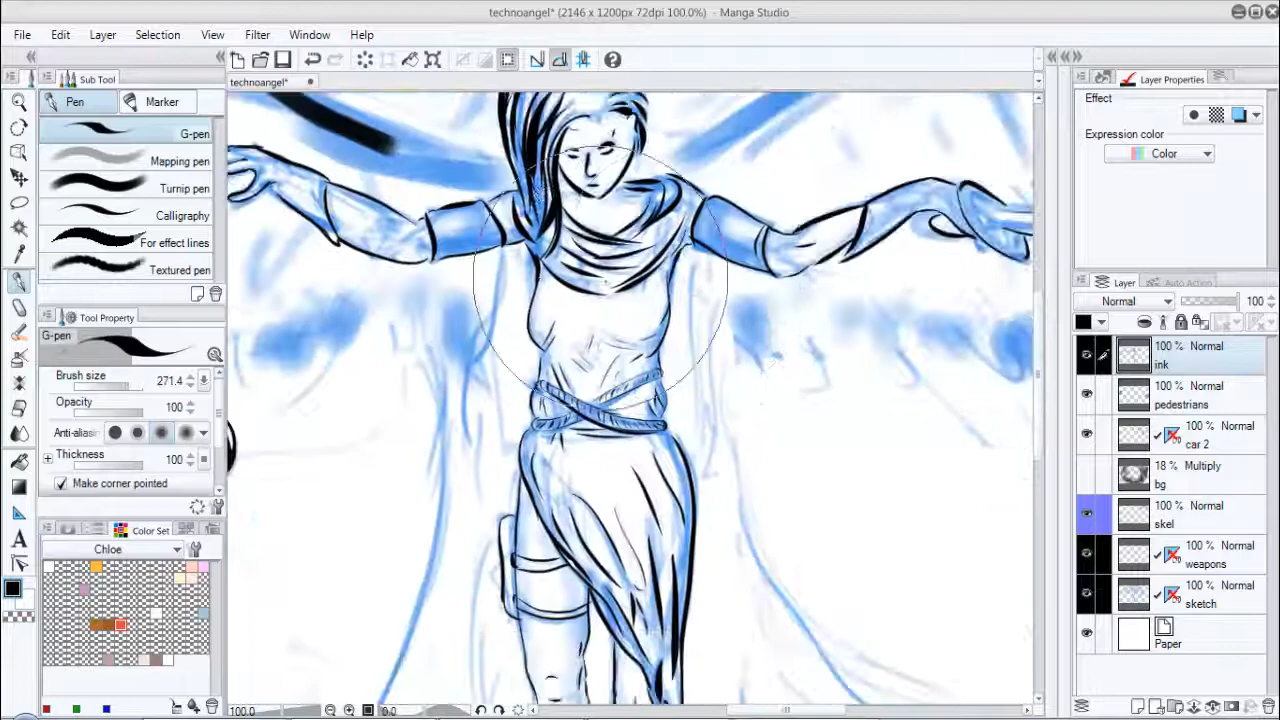 technoangel* (2146 x 1200px 72dpi 100.0%) - Manga Studio
File Edit Layer Selection View Filter Window Help
Sub Tool
technoangel*
Layer Properties
Pen Marker
G-pen
Mapping pen
Turnip pen
Calligraphy
For effect lines
Textured pen
Tool Property
G-pen
Brush size 271.4
Opacity 100
Anti-aliasin
Thickness 100
Make corner pointed
Color Set
Chloe
100.0
0.0
Effect
Expression color
Color
Layer Auto Action
Normal 100
100 % Normal
ink
100 % Normal
pedestrians
100 % Normal
car 2
18 % Multiply
bg
100 % Normal
skel
100 % Normal
weapons
100 % Normal
sketch
Paper